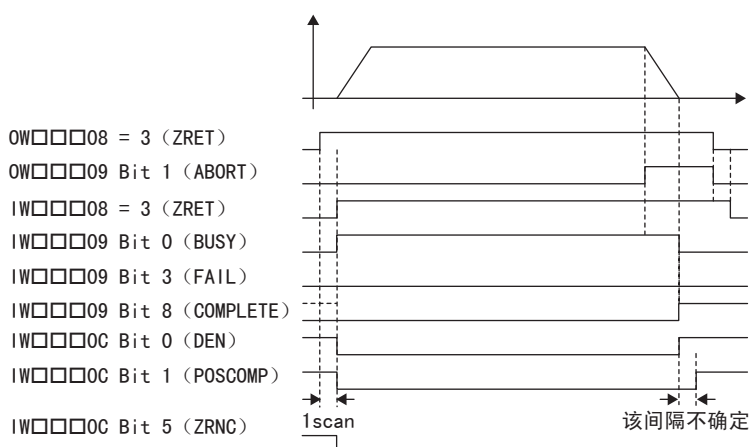 OW□□□08 = 3（ZRET）
OW□□□09 Bit 1（ABORT）
IW□□□08 = 3（ZRET）
IW□□□09 Bit 0（BUSY）
IW□□□09 Bit 3（FAIL）
IW□□□09 Bit 8（COMPLETE）
IW□□□0C Bit 0（DEN）
IW□□□0C Bit 1（POSCOMP）
1scan 该间隔不确定
IW□□□0C Bit 5（ZRNC）